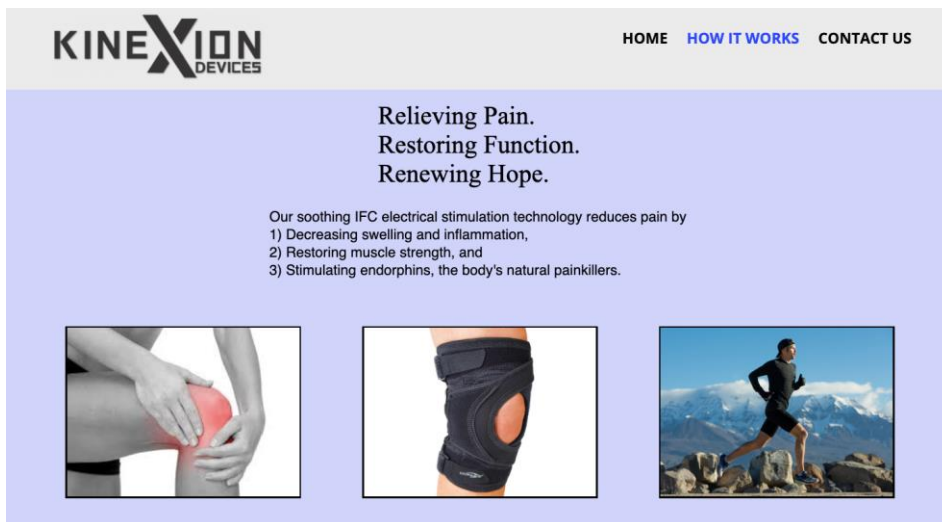 KINEXION
DEVICES
HOME HOW IT WORKS CONTACT US
Relieving Pain.
Restoring Function.
Renewing Hope.
Our soothing IFC electrical stimulation technology reduces pain by
1) Decreasing swelling and inflammation,
2) Restoring muscle strength, and
3) Stimulating endorphins, the body's natural painkillers.